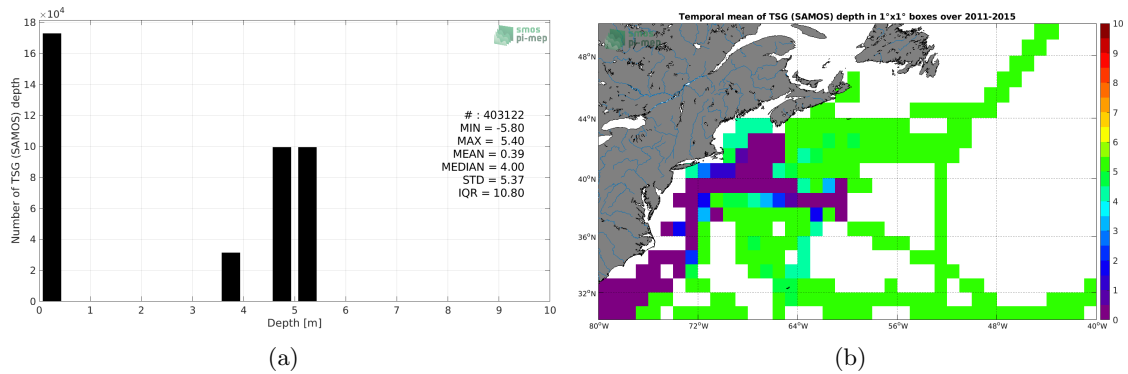 ×10⁴
18
16
14
12
10
8
6
4
2
0
Number of TSG (SAMOS) depth
0 1 2 3 4 5 6 7 8 9 10
Depth [m]
smos
pi-mep
# : 403122
MIN = -5.80
MAX = 5.40
MEAN = 0.39
MEDIAN = 4.00
STD = 5.37
IQR = 10.80
(a)
Temporal mean of TSG (SAMOS) depth in 1°x1° boxes over 2011-2015
smos
pi-mep
48°N
44°N
40°N
36°N
32°N
80°W 72°W 64°W 56°W 48°W 40°W
10
9
8
7
6
5
4
3
2
1
0
(b)